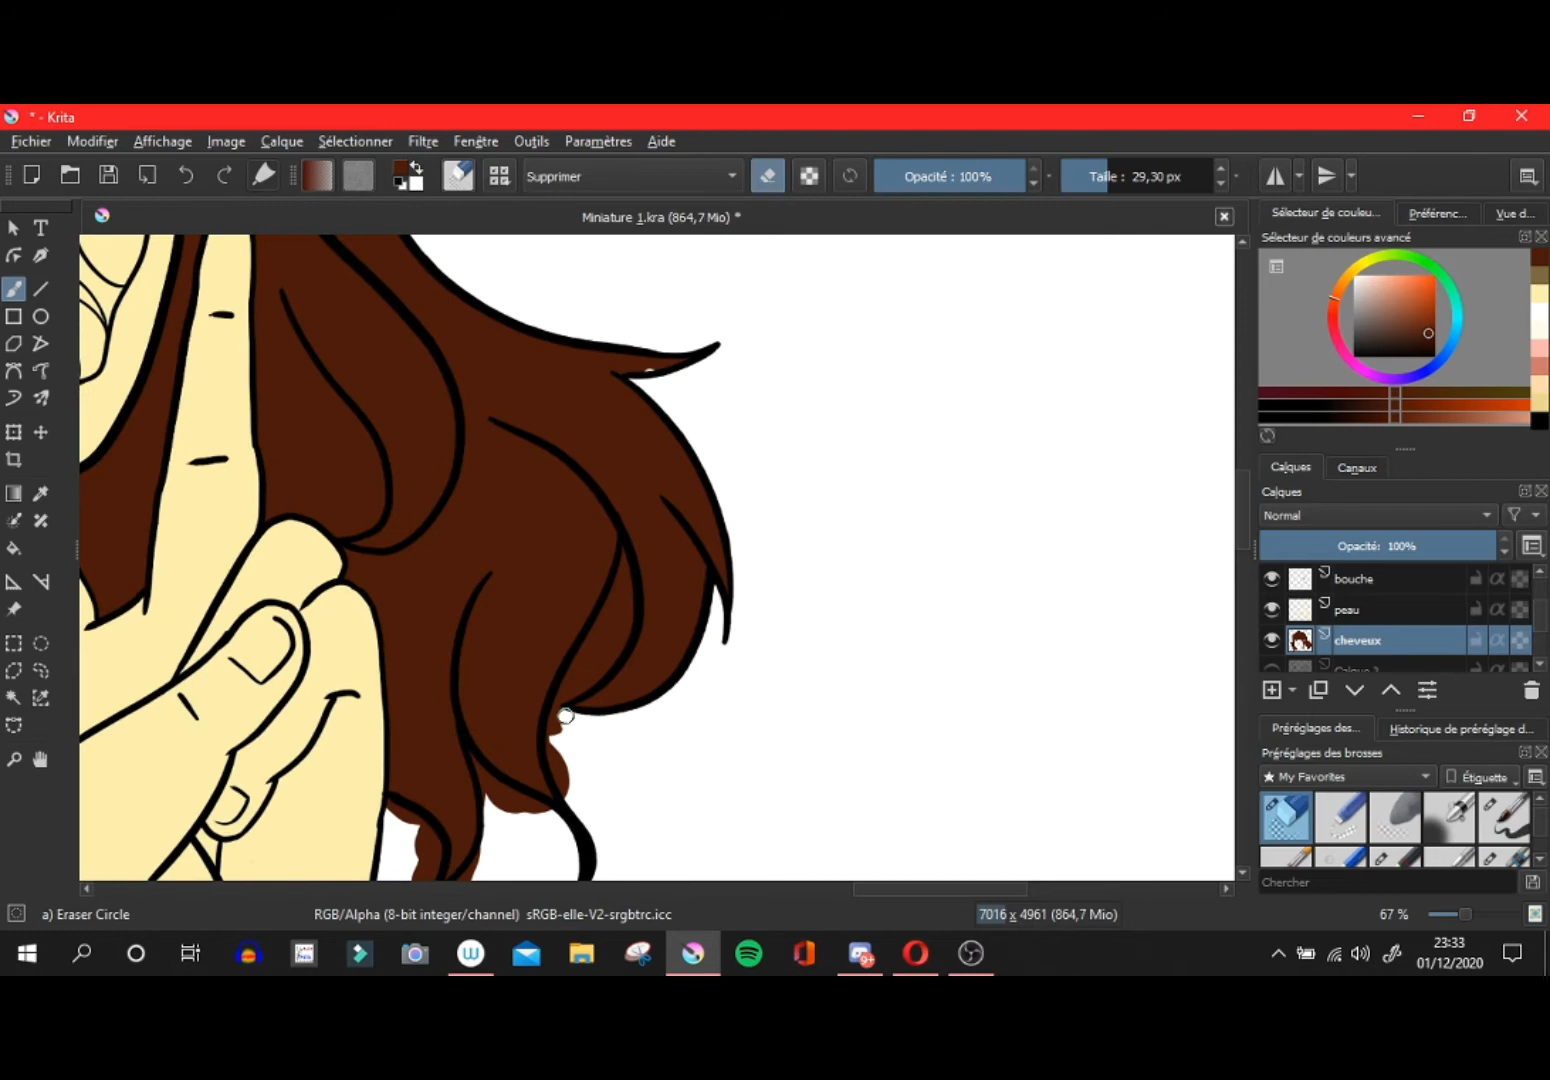 * - Krita
Fichier Modifier Affichage Image Calque Sélectionner Filtre Fenêtre Outils Paramètres Aide
Supprimer Opacité : 100% Taille : 29,30 px
Miniature 1.kra (864,7 Mio) *
Sélecteur de couleu... Préférenc... Vue d...
Sélecteur de couleurs avancé
Calques Canaux
Calques
Normal
Opacité: 100%
bouche
peau
cheveux
Calque 2
Préréglages des... Historique de préréglage d...
Préréglages des brosses
★ My Favorites Étiquette
Chercher
a) Eraser Circle RGB/Alpha (8-bit integer/channel) sRGB-elle-V2-srgbtrc.icc 7016 x 4961 (864,7 Mio) 67 %
9+ 23:33
01/12/2020